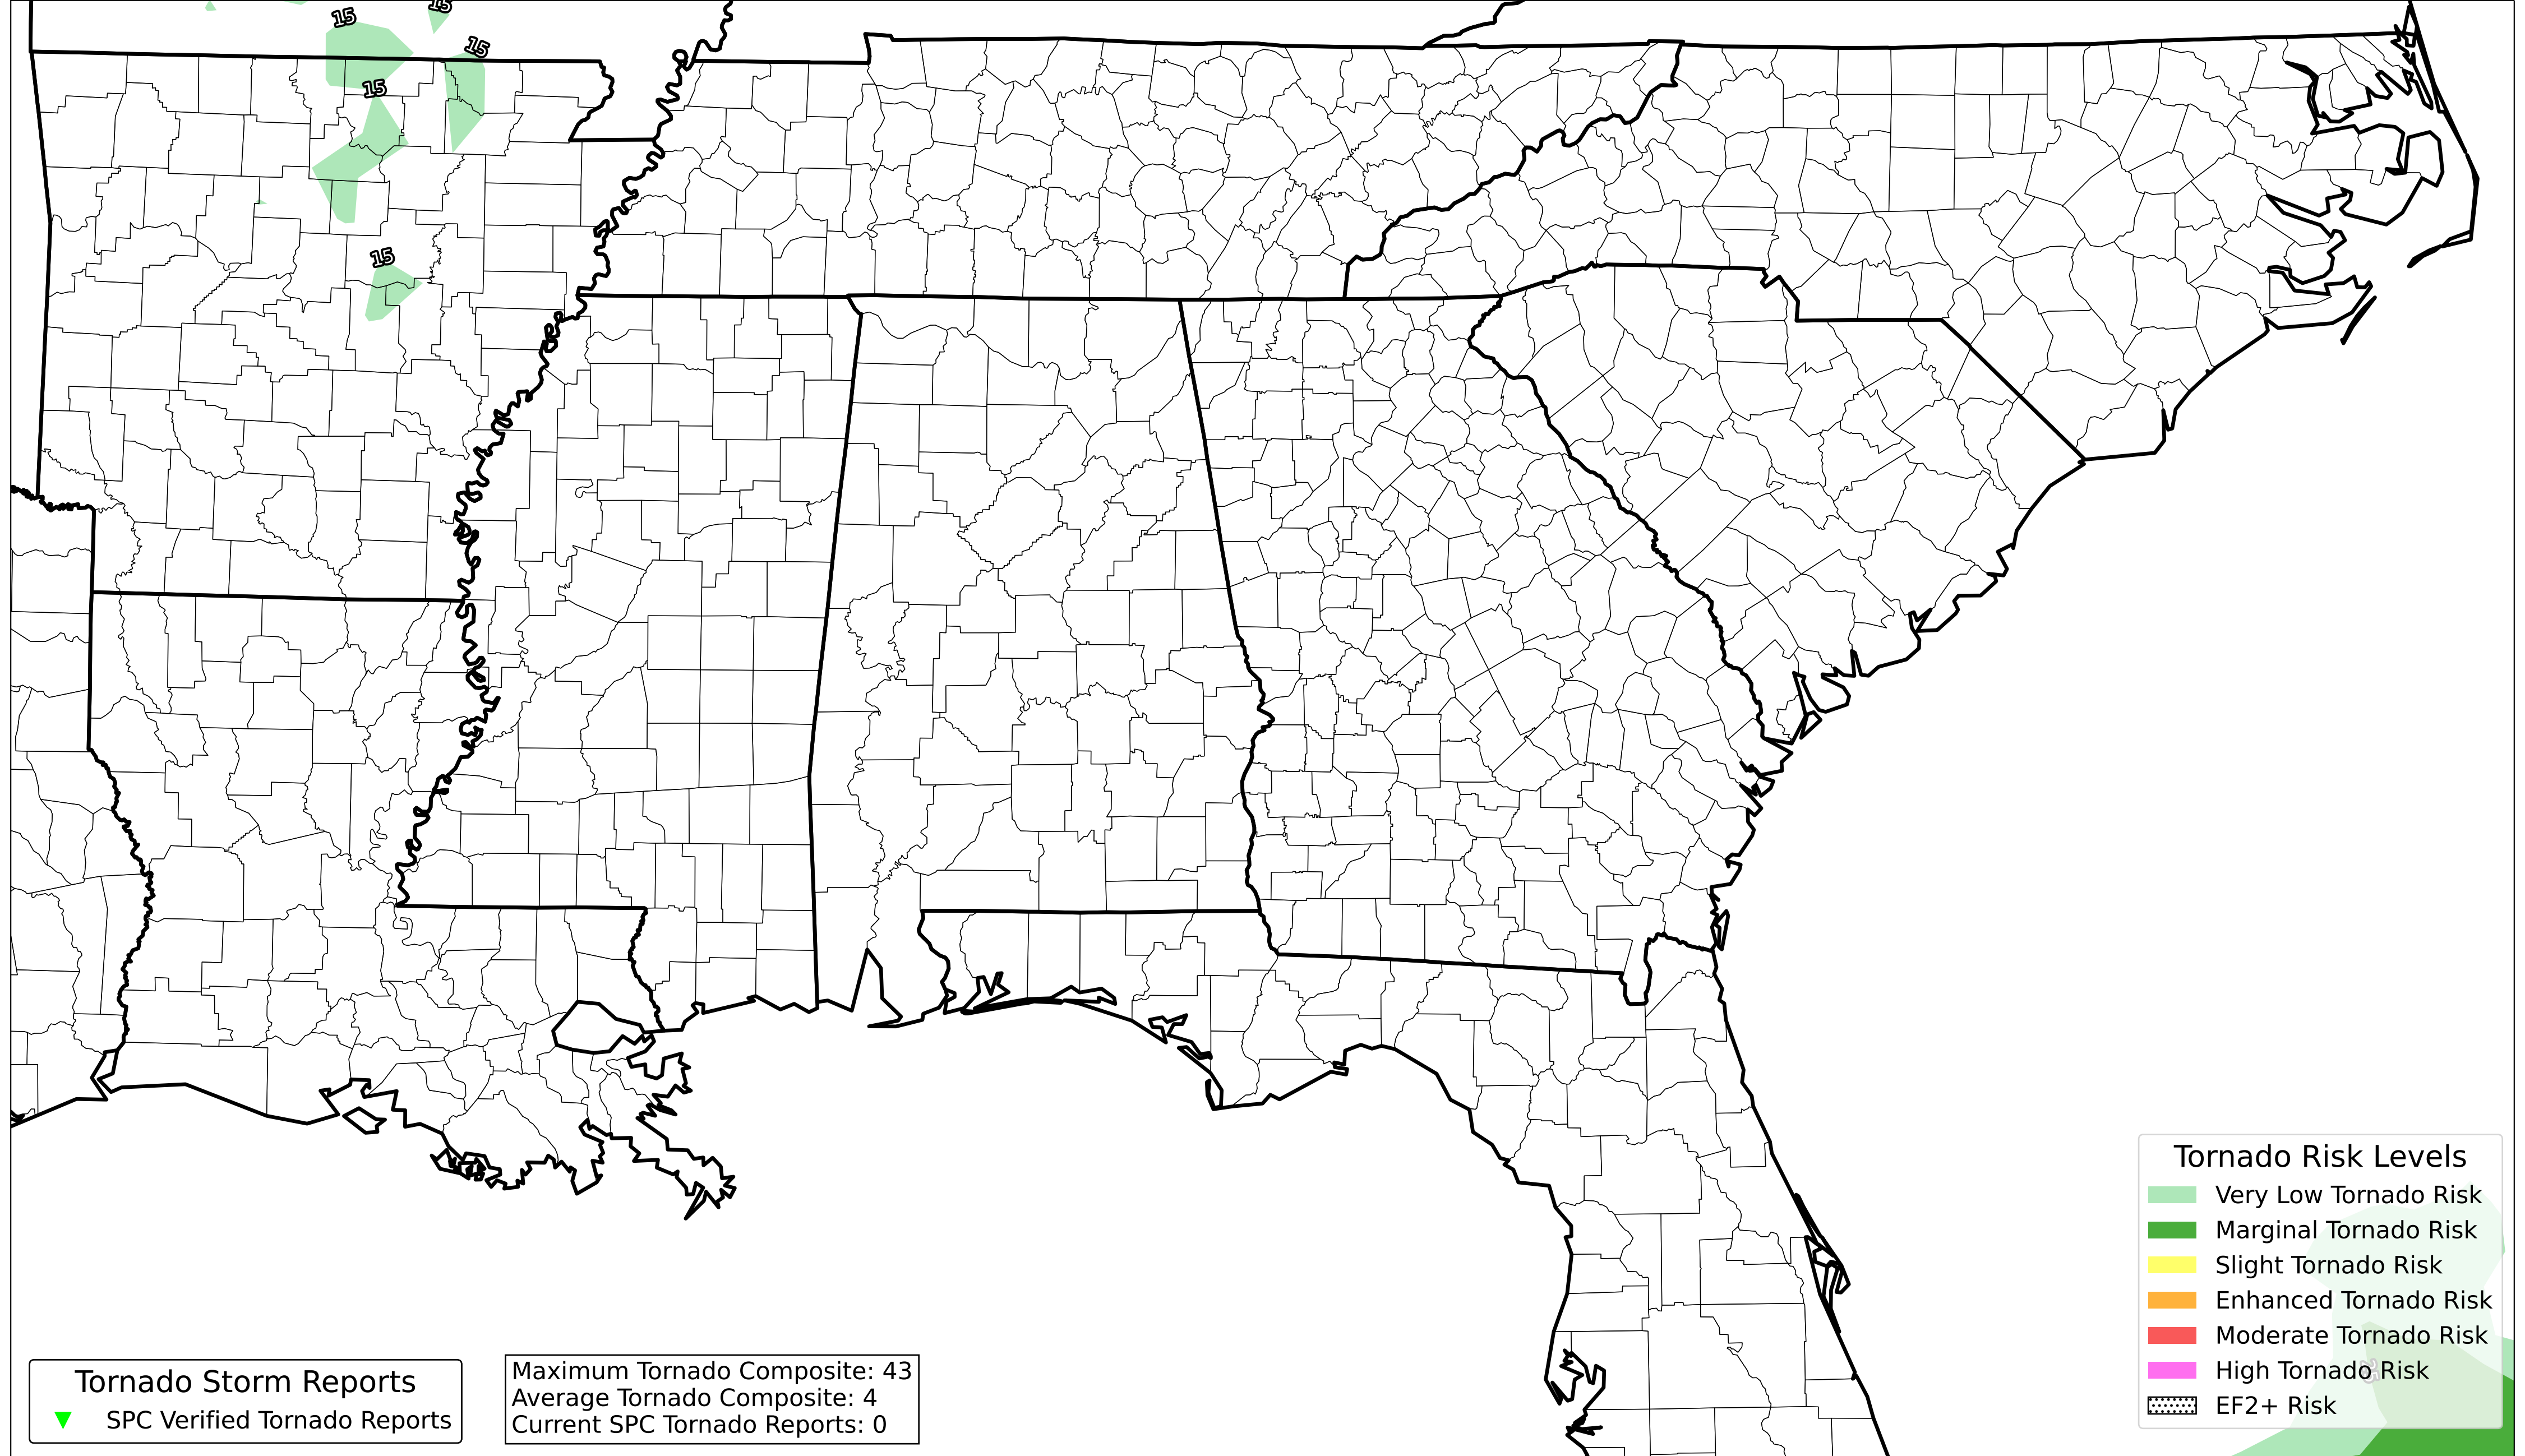 15
15
15
15
15
Tornado Risk Levels
Very Low Tornado Risk
Marginal Tornado Risk
Slight Tornado Risk
Enhanced Tornado Risk
Moderate Tornado Risk
High Tornado Risk
EF2+ Risk
Tornado Storm Reports
SPC Verified Tornado Reports
Maximum Tornado Composite: 43
Average Tornado Composite: 4
Current SPC Tornado Reports: 0